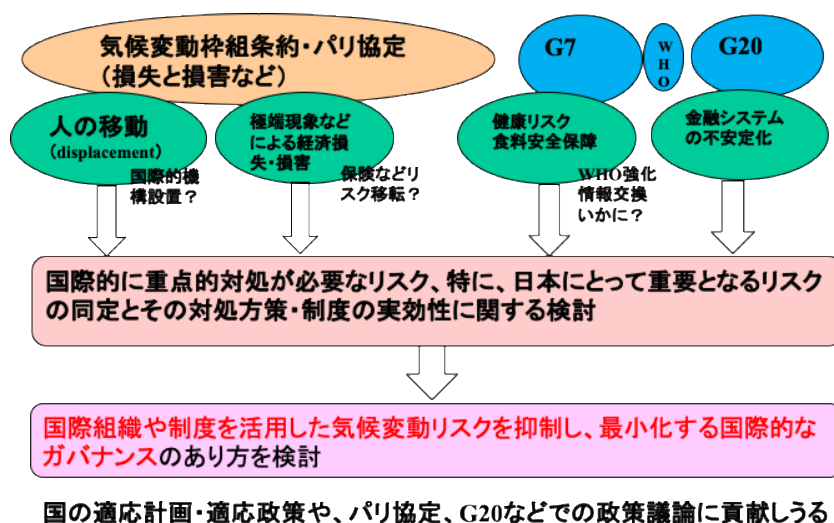 気候変動枠組条約・パリ協定
（損失と損害など）
G7
WHO
G20
人の移動
（displacement）
極端現象など
による経済損
失・損害
健康リスク
食料安全保障
金融システム
の不安定化
国際的機
構設置？
保険などリ
スク移転？
WHO強化
情報交換
いかに？
国際的に重点的対処が必要なリスク、特に、日本にとって重要となるリスク
の同定とその対処方策・制度の実効性に関する検討
国際組織や制度を活用した気候変動リスクを抑制し、最小化する国際的な
ガバナンスのあり方を検討
国の適応計画・適応政策や、パリ協定、G20などでの政策議論に貢献しうる